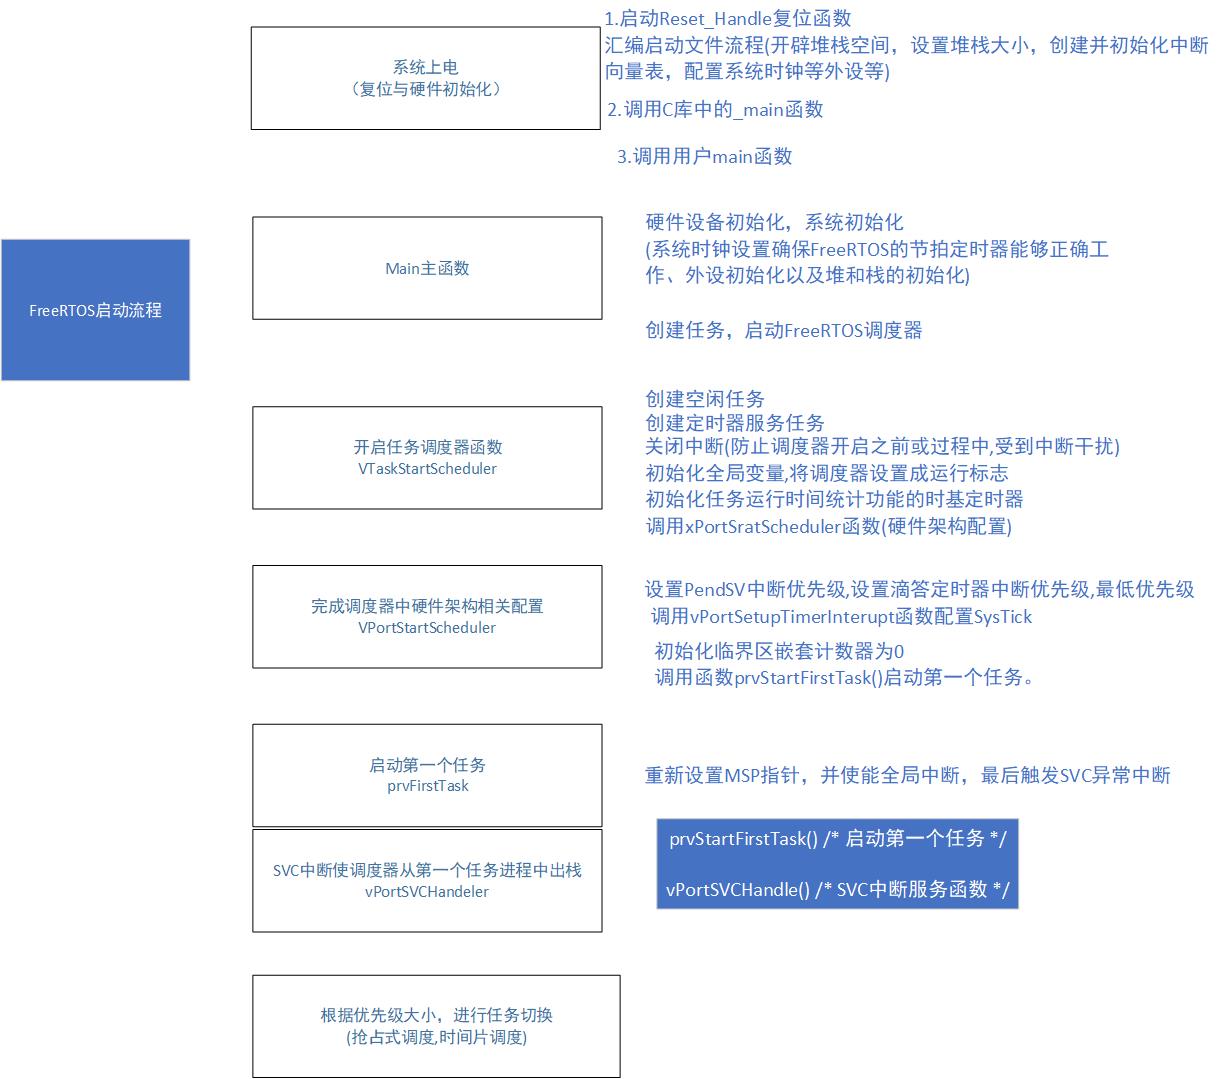 系统上电
（复位与硬件初始化）
1.启动Reset_Handle复位函数
汇编启动文件流程(开辟堆栈空间，设置堆栈大小，创建并初始化中断
向量表，配置系统时钟等外设等)
2.调用C库中的_main函数
3.调用用户main函数
FreeRTOS启动流程
Main主函数
硬件设备初始化，系统初始化
(系统时钟设置确保FreeRTOS的节拍定时器能够正确工
作、外设初始化以及堆和栈的初始化)
创建任务，启动FreeRTOS调度器
开启任务调度器函数
VTaskStartScheduler
创建空闲任务
创建定时器服务任务
关闭中断(防止调度器开启之前或过程中,受到中断干扰)
初始化全局变量,将调度器设置成运行标志
初始化任务运行时间统计功能的时基定时器
调用xPortSratScheduler函数(硬件架构配置)
完成调度器中硬件架构相关配置
VPortStartScheduler
设置PendSV中断优先级,设置滴答定时器中断优先级,最低优先级
调用vPortSetupTimerInterupt函数配置SysTick
初始化临界区嵌套计数器为0
调用函数prvStartFirstTask()启动第一个任务。
启动第一个任务
prvFirstTask
重新设置MSP指针，并使能全局中断，最后触发SVC异常中断
SVC中断使调度器从第一个任务进程中出栈
vPortSVCHandeler
prvStartFirstTask() /* 启动第一个任务 */
vPortSVCHandle() /* SVC中断服务函数 */
根据优先级大小，进行任务切换
(抢占式调度,时间片调度)